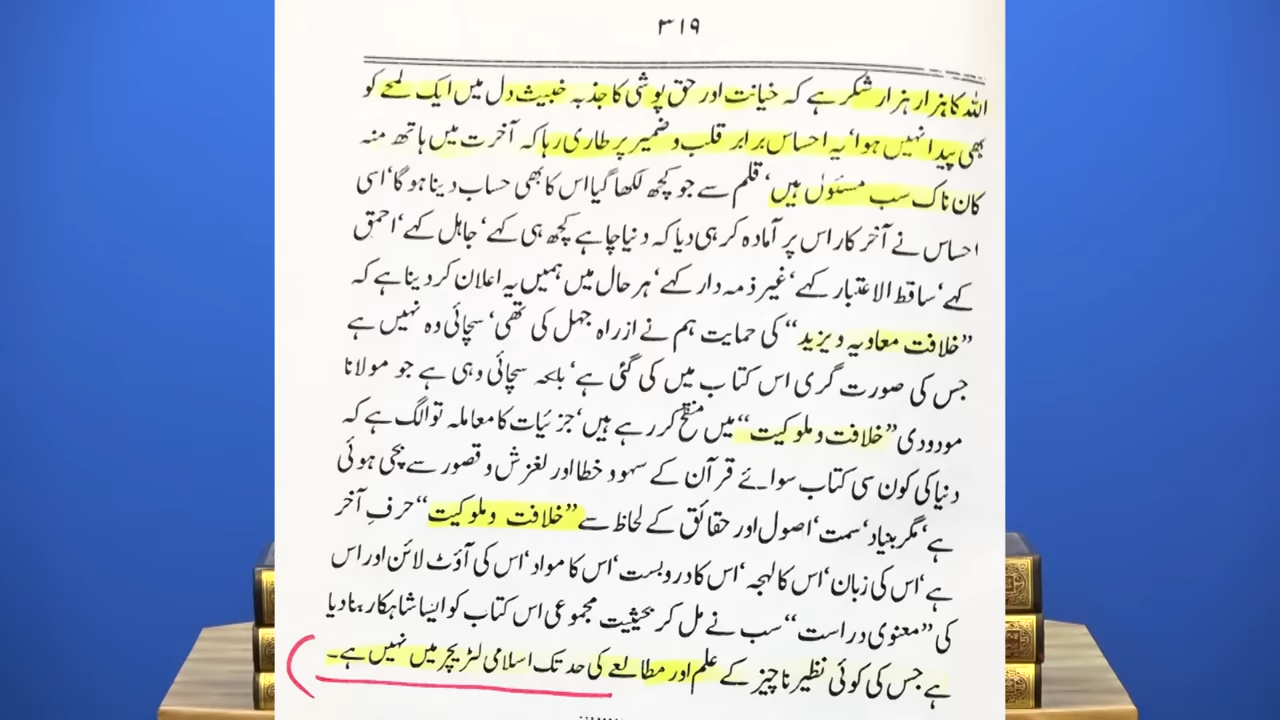 ۳۱۹
اللہ کا ہزار ہزار شکر ہے کہ خیانت اور حق پوشی کا جذبہ خبیث دل میں ایک لمحے کو
بھی پیدا نہیں ہوا‘ یہ احساس برابر قلب و ضمیر پر طاری رہا کہ آخرت میں ہاتھ منہ
کان ناک سب مسئول ہیں‘ قلم سے جو کچھ لکھا گیا اس کا بھی حساب دینا ہو گا‘ اسی
احساس نے آخر کار اس پر آمادہ کر ہی دیا کہ دنیا چاہے کچھ ہی کہے‘ جاہل کہے‘ احمق
کہے‘ ساقط الاعتبار کہے‘ غیر ذمہ دار کہے‘ ہر حال میں ہمیں یہ اعلان کر دینا ہے کہ
”خلافت معاویہ و یزید“ کی حمایت ہم نے از راہ جہل کی تھی‘ سچائی وہ نہیں ہے
جس کی صورت گری اس کتاب میں کی گئی ہے‘ بلکہ سچائی وہی ہے جو مولانا
مودودی ”خلافت و ملوکیت“ میں منقح کر رہے ہیں‘ جزئیات کا معاملہ تو الگ ہے کہ
دنیا کی کون سی کتاب سوائے قرآن کے سہو و خطا اور لغزش و قصور سے بچی ہوئی
ہے‘ مگر بنیاد‘ سمت‘ اصول اور حقائق کے لحاظ سے ”خلافت و ملوکیت“ حرفِ آخر
ہے‘ اس کی زبان‘ اس کا لہجہ‘ اس کا دروبست‘ اس کا مواد‘ اس کی آؤٹ لائن اور اس
کی ”معنوی دراست“ سب نے مل کر بحیثیت مجموعی اس کتاب کو ایسا شاہکار بنا دیا
ہے جس کی کوئی نظیر ناچیز کے علم اور مطالعے کی حد تک اسلامی لٹریچر میں نہیں ہے۔